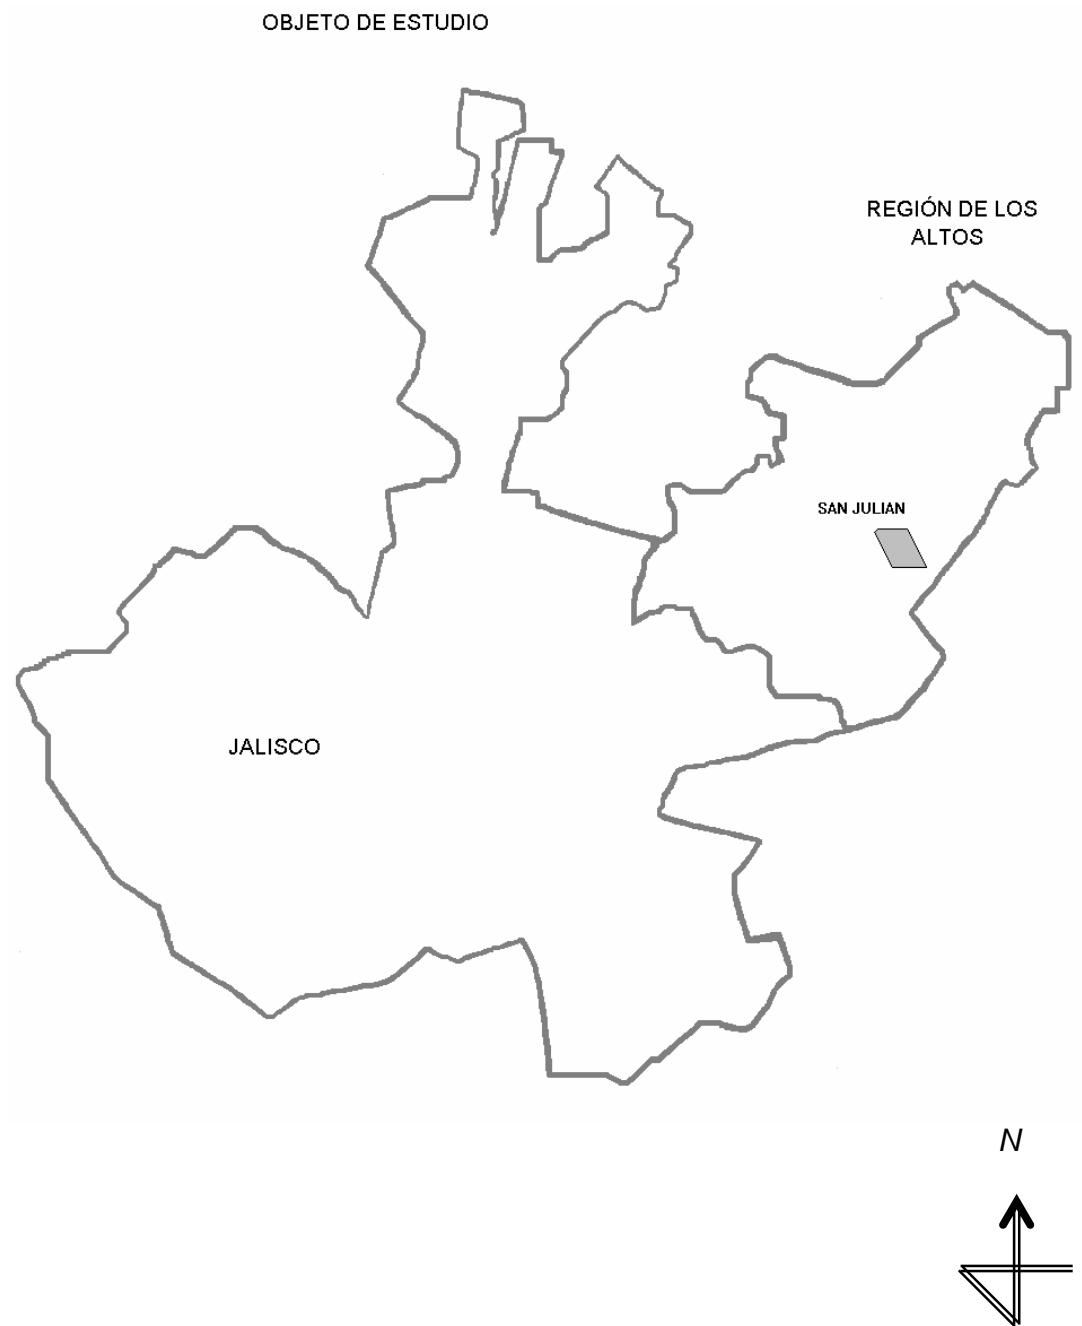 OBJETO DE ESTUDIO
REGIÓN DE LOS
ALTOS
SAN JULIAN
JALISCO
N